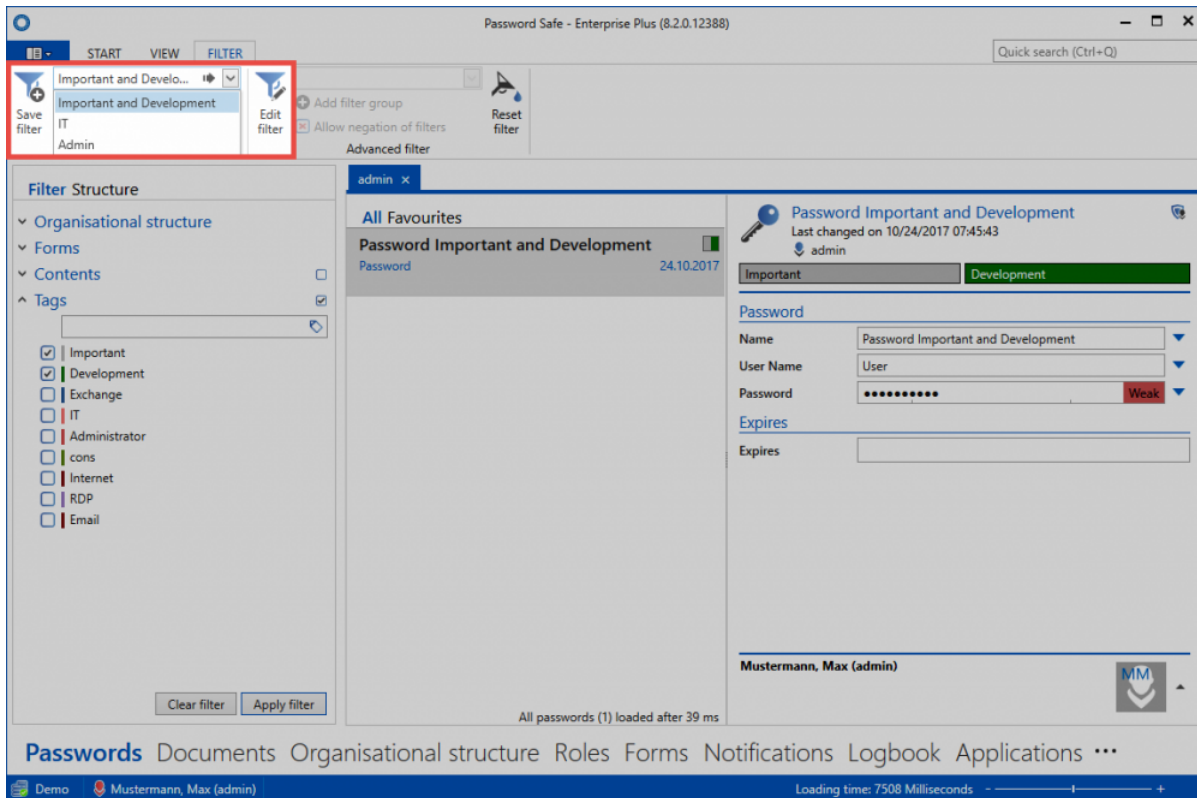 Password Safe - Enterprise Plus (8.2.0.12388)
START VIEW FILTER
Quick search (Ctrl+Q)
Save filter
Important and Develo...
Important and Development
IT
Admin
Edit filter
Add filter group
Allow negation of filters
Advanced filter
Reset filter
Filter Structure
Organisational structure
Forms
Contents
Tags
Important
Development
Exchange
IT
Administrator
cons
Internet
RDP
Email
Clear filter Apply filter
admin ×
All Favourites
Password Important and Development
Password 24.10.2017
All passwords (1) loaded after 39 ms
Password Important and Development
Last changed on 10/24/2017 07:45:43
admin
Important Development
Password
Name Password Important and Development
User Name User
Password ●●●●●●●●●● Weak
Expires
Expires
Mustermann, Max (admin)
MM
Passwords Documents Organisational structure Roles Forms Notifications Logbook Applications •••
Demo Mustermann, Max (admin) Loading time: 7508 Milliseconds - +